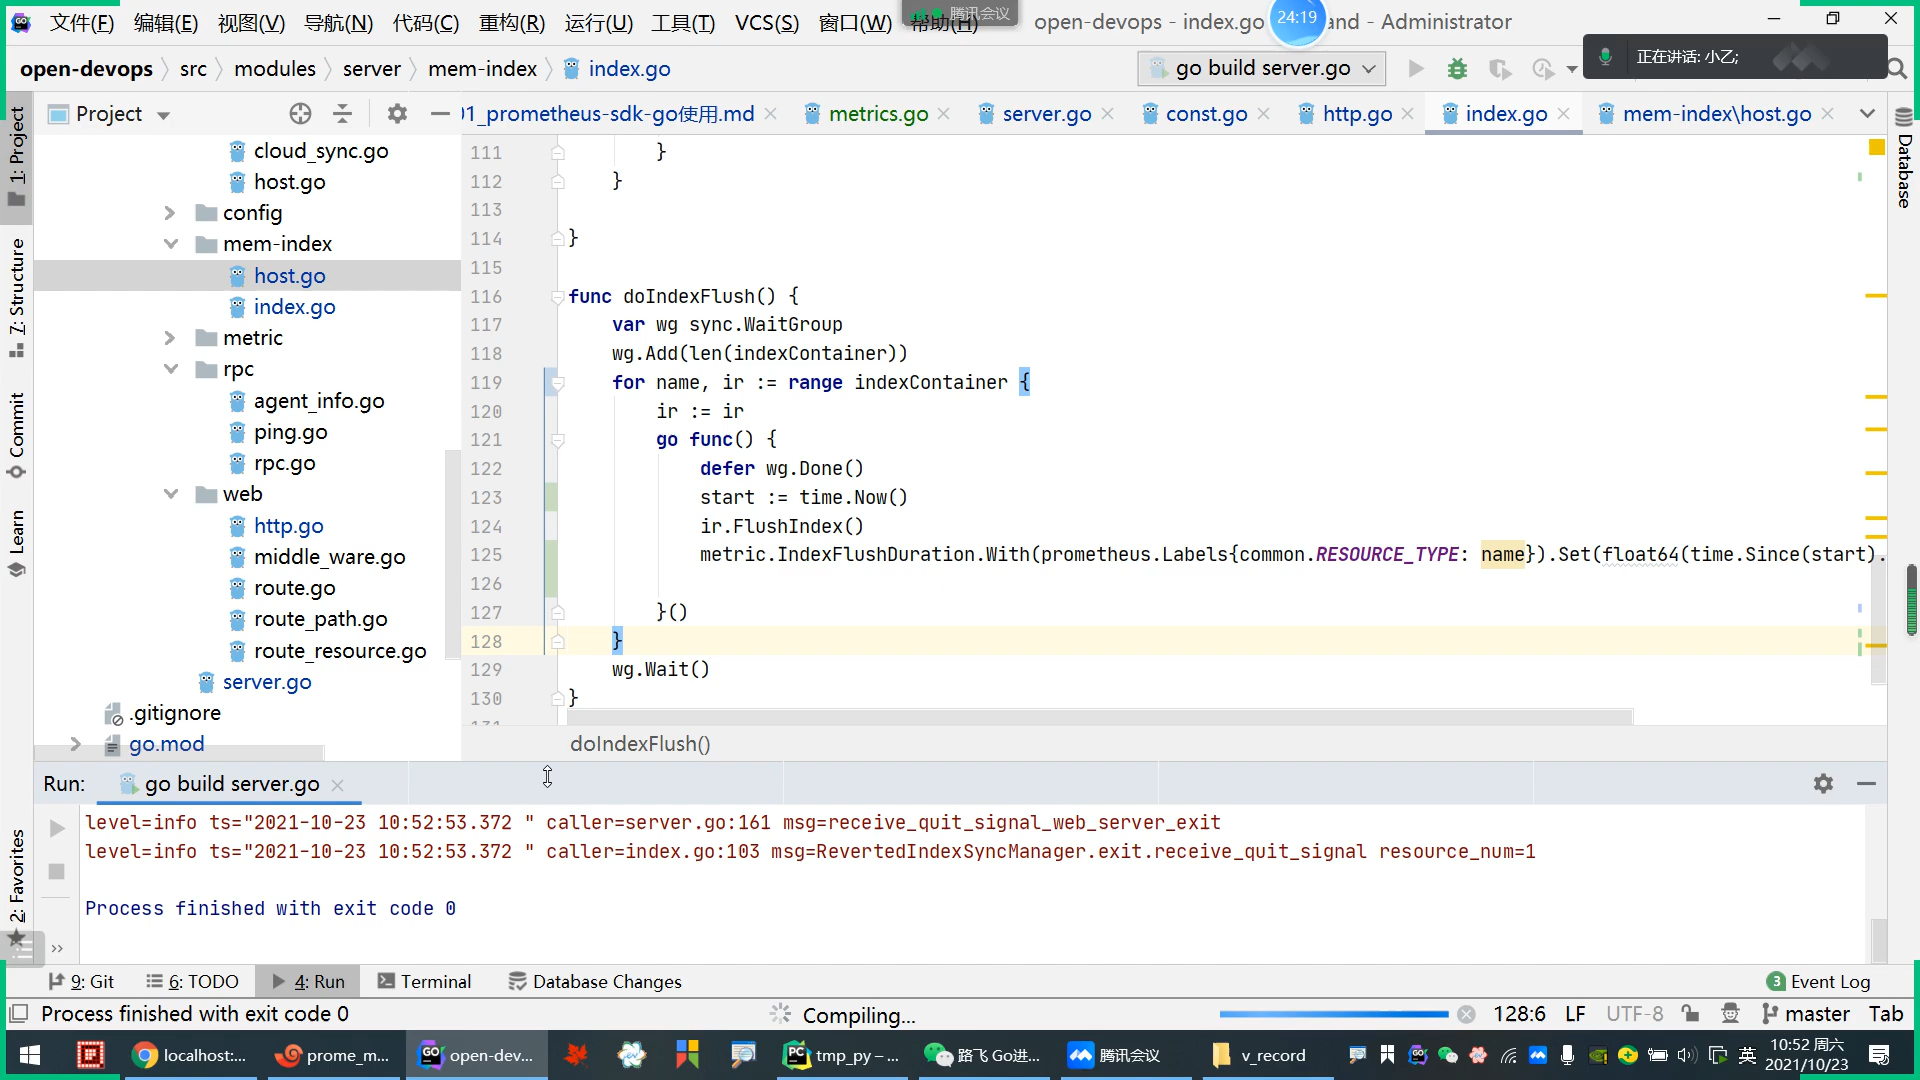 文件(F) 编辑(E) 视图(V) 导航(N) 代码(C) 重构(R) 运行(U) 工具(T) VCS(S) 窗口(W) 帮助(H) open-devops - index.go and - Administrator
腾讯会议
24:19
正在讲话: 小乙;
open-devops src modules server mem-index index.go
go build server.go
Project
01_prometheus-sdk-go使用.md metrics.go server.go const.go http.go index.go mem-index\host.go
1: Project
7: Structure
Commit
Learn
2: Favorites
Database
cloud_sync.go
host.go
config
mem-index
host.go
index.go
metric
rpc
agent_info.go
ping.go
rpc.go
web
http.go
middle_ware.go
route.go
route_path.go
route_resource.go
server.go
.gitignore
go.mod
111 }
112 }
113
114 }
115
116 func doIndexFlush() {
117 var wg sync.WaitGroup
118 wg.Add(len(indexContainer))
119 for name, ir := range indexContainer {
120 ir := ir
121 go func() {
122 defer wg.Done()
123 start := time.Now()
124 ir.FlushIndex()
125 metric.IndexFlushDuration.With(prometheus.Labels{common.RESOURCE_TYPE: name}).Set(float64(time.Since(start).
126
127 }()
128 }
129 wg.Wait()
130 }
131
doIndexFlush()
Run: go build server.go
level=info ts="2021-10-23 10:52:53.372 " caller=server.go:161 msg=receive_quit_signal_web_server_exit
level=info ts="2021-10-23 10:52:53.372 " caller=index.go:103 msg=RevertedIndexSyncManager.exit.receive_quit_signal resource_num=1
Process finished with exit code 0
9: Git 6: TODO 4: Run Terminal Database Changes 3 Event Log
Process finished with exit code 0 Compiling... 128:6 LF UTF-8 master Tab
localhost:... prome_m... open-dev... tmp_py – ... 路飞 Go进... 腾讯会议 v_record 英 10:52 周六
2021/10/23